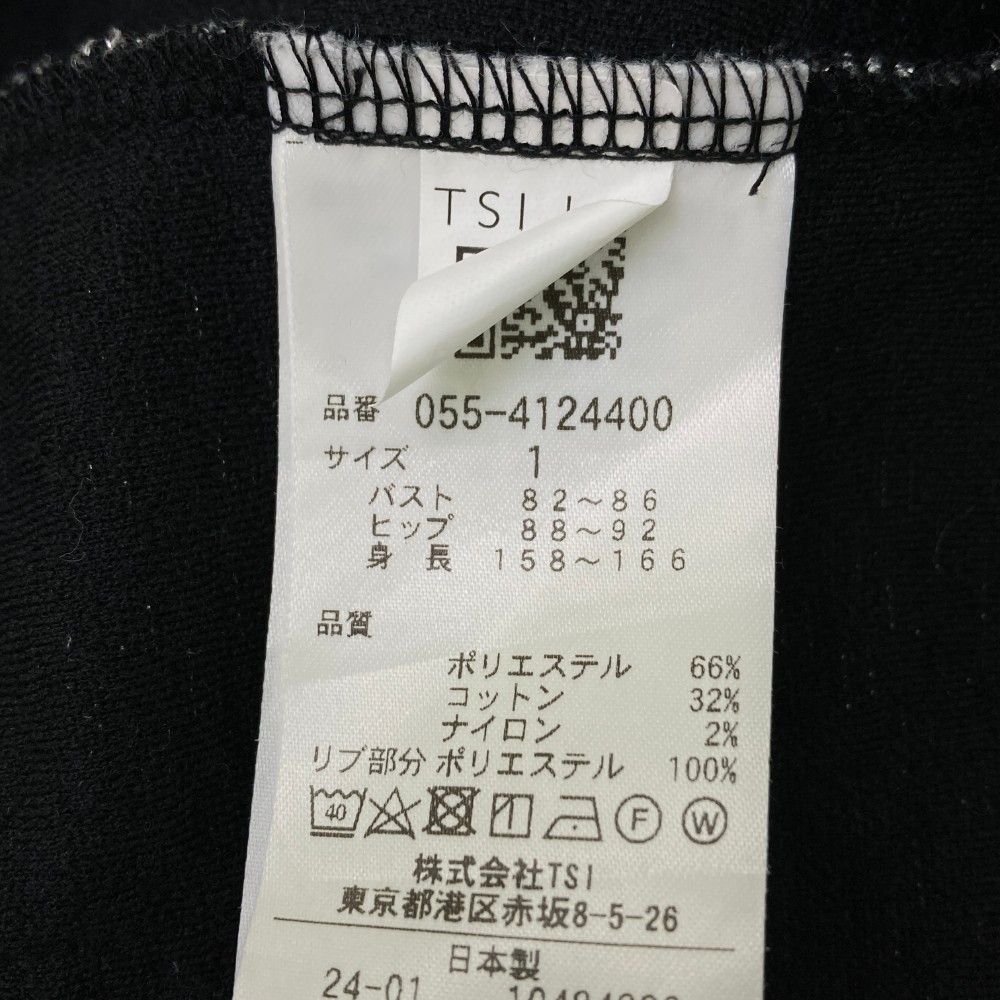 TSI
品番 055-4124400
サイズ 1
バスト 82～86
ヒップ 88～92
身長 158～166
品質
ポリエステル 66%
コットン 32%
ナイロン 2%
リブ部分 ポリエステル 100%
40 F W
株式会社TSI
東京都港区赤坂8-5-26
日本製
24-01